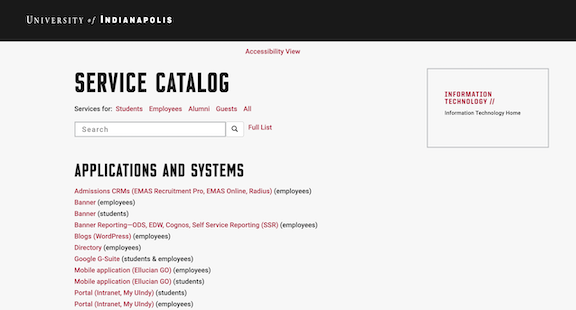 University of Indianapolis
Accessibility View
SERVICE CATALOG
Services for: Students Employees Alumni Guests All
Search
Full List
INFORMATION
TECHNOLOGY //
Information Technology Home
APPLICATIONS AND SYSTEMS
Admissions CRMs (EMAS Recruitment Pro, EMAS Online, Radius) (employees)
Banner (employees)
Banner (students)
Banner Reporting—ODS, EDW, Cognos, Self Service Reporting (SSR) (employees)
Blogs (WordPress) (employees)
Directory (employees)
Google G-Suite (students & employees)
Mobile application (Ellucian GO) (employees)
Mobile application (Ellucian GO) (students)
Portal (Intranet, My UIndy) (students)
Portal (Intranet, My UIndy) (employees)